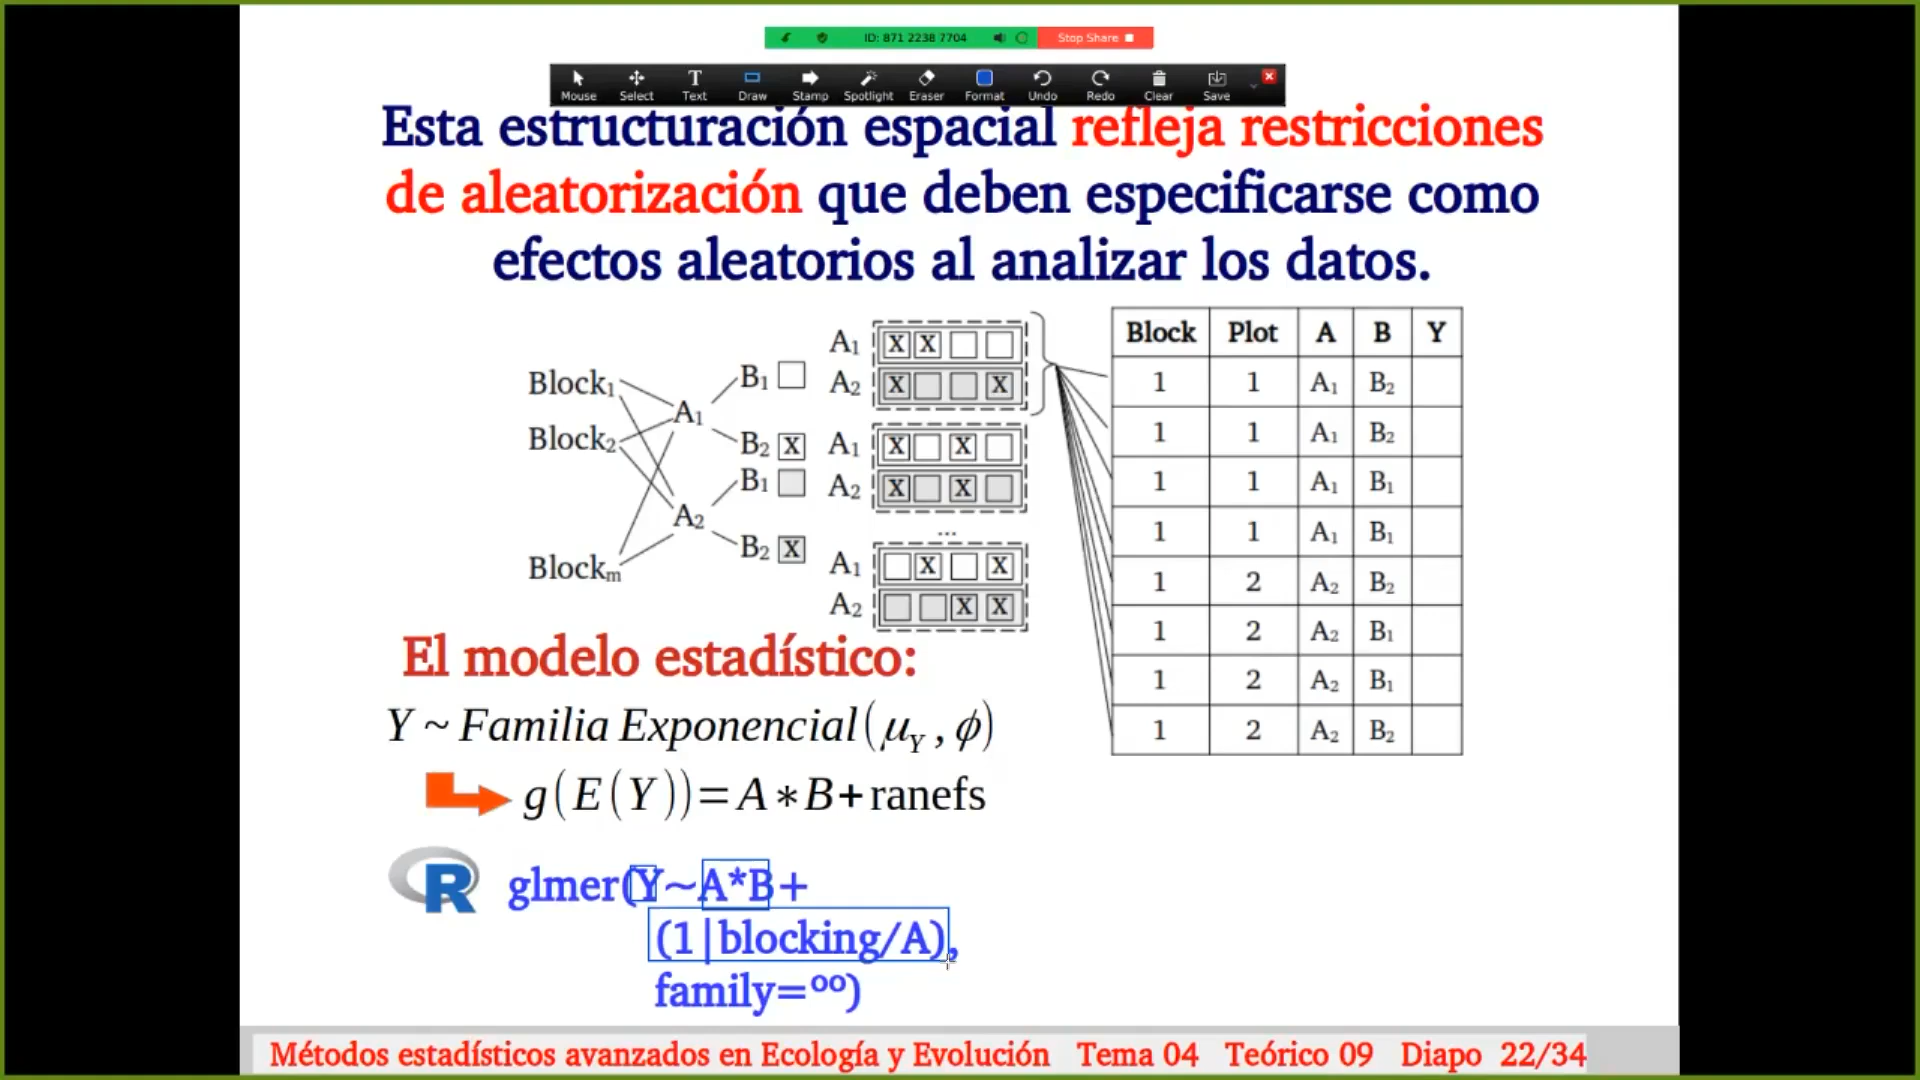 ID: 871 2238 7704 Stop Share
Mouse Select Text Draw Stamp Spotlight Eraser Format Undo Redo Clear Save
Esta estructuración espacial refleja restricciones
de aleatorización que deben especificarse como
efectos aleatorios al analizar los datos.
Block₁
Block₂
Blockₘ
A₁
A₂
B₁
B₂ X
B₁
B₂ X
A₁ X X
A₂ X X
A₁ X X
A₂ X X
...
A₁ X X
A₂ X X
Block Plot A B Y
1 1 A₁ B₂
1 1 A₁ B₂
1 1 A₁ B₁
1 1 A₁ B₁
1 2 A₂ B₂
1 2 A₂ B₁
1 2 A₂ B₁
1 2 A₂ B₂
El modelo estadístico:
Y ~ Familia Exponencial(μ_Y, ϕ)
g(E(Y))=A∗B+ranefs
R
glmer(Y~A*B+
(1|blocking/A),
family=ºº)
Métodos estadísticos avanzados en Ecología y Evolución Tema 04 Teórico 09 Diapo 22/34